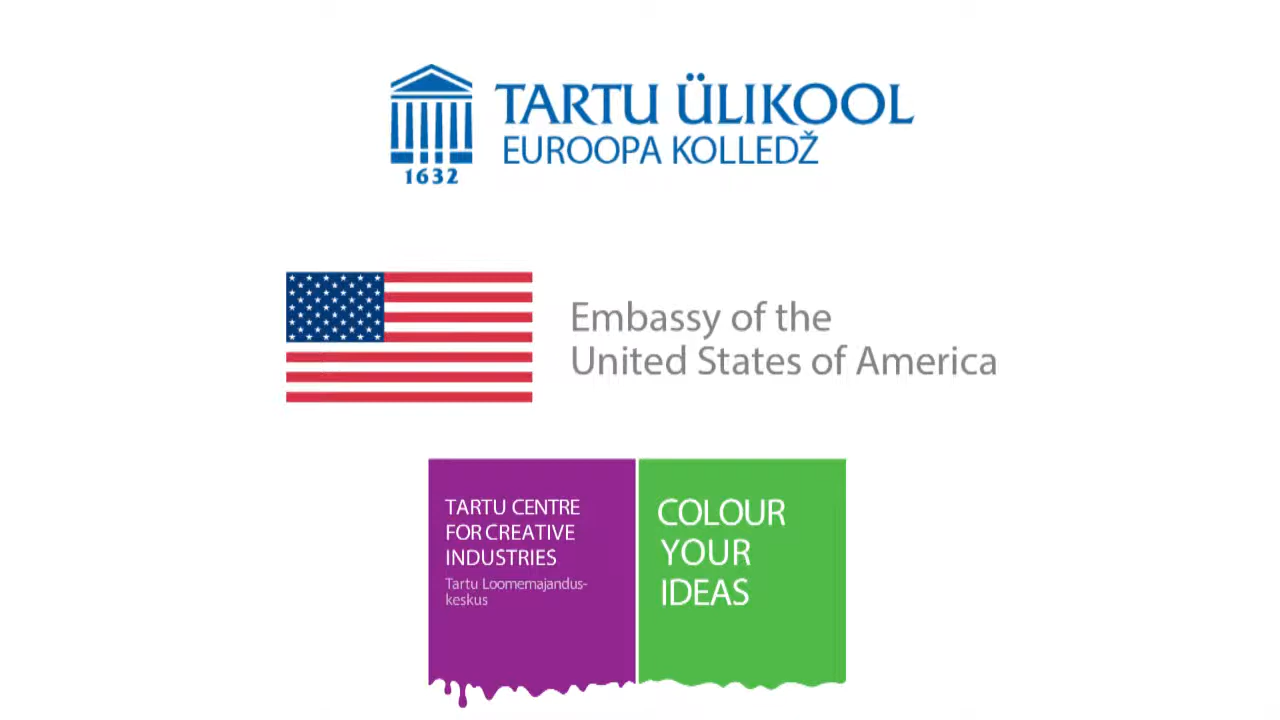 TARTU ÜLIKOOL
EUROOPA KOLLEDŽ
1632
Embassy of the
United States of America
TARTU CENTRE
FOR CREATIVE
INDUSTRIES
Tartu Loomemajandus-
keskus
COLOUR
YOUR
IDEAS